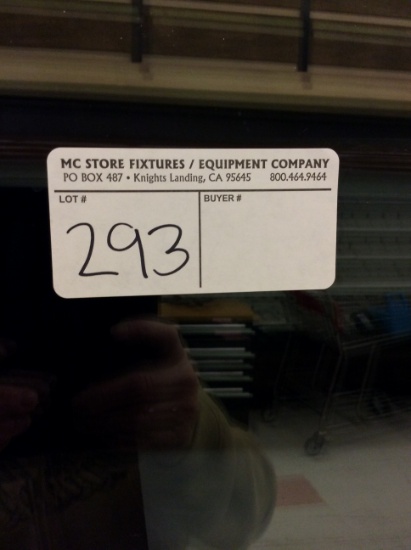 MC STORE FIXTURES / EQUIPMENT COMPANY
PO BOX 487 • Knights Landing, CA 95645 800.464.9464
LOT # BUYER #
293